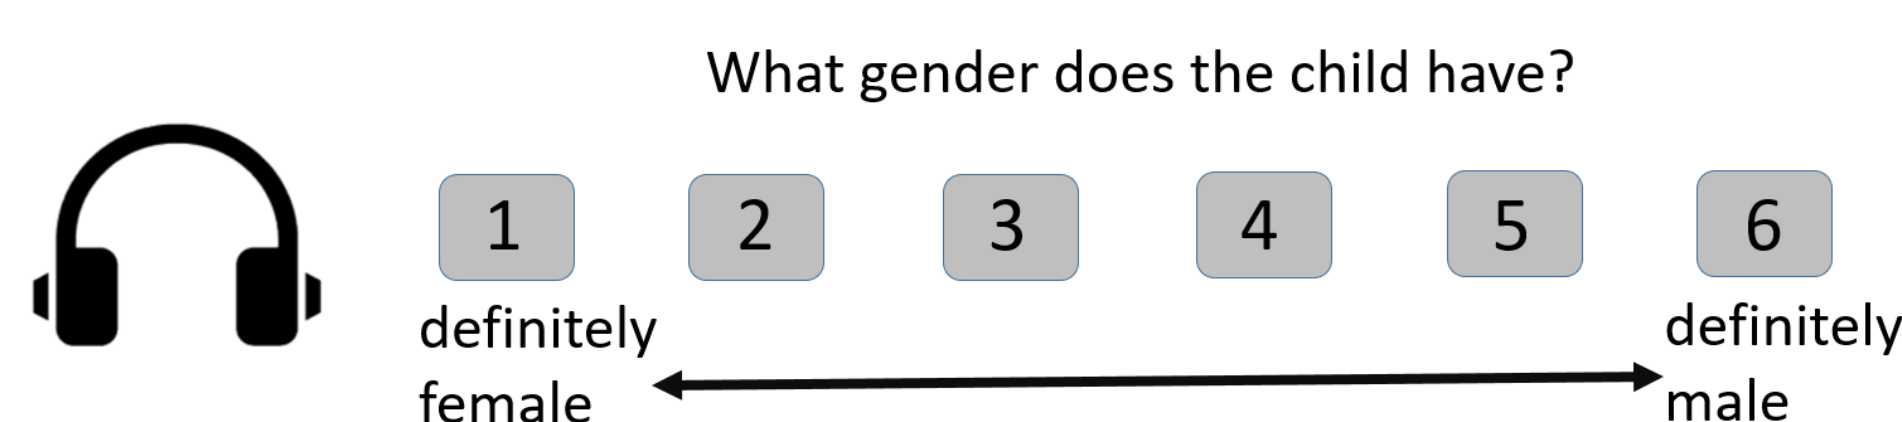 What gender does the child have?
1 2 3 4 5 6
definitely definitely
female male